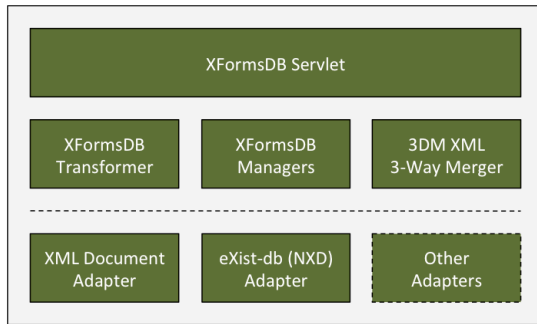 XFormsDB Servlet
XFormsDB
Transformer
XFormsDB
Managers
3DM XML
3-Way Merger
XML Document
Adapter
eXist-db (NXD)
Adapter
Other
Adapters